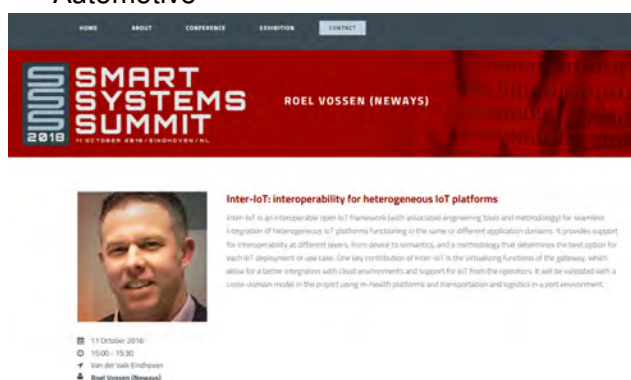 Automotive
HOME ABOUT CONFERENCE EXHIBITION CONTACT
SMART
SYSTEMS
SUMMIT
2018
11 OCTOBER 2018/EINDHOVEN/NL
ROEL VOSSEN (NEWAYS)
Inter-IoT: interoperability for heterogeneous IoT platforms
Inter-IoT is an interoperable open IoT framework (with associated engineering tools and methodology) for seamless
integration of heterogeneous IoT platforms functioning in the same or different application domains. It provides support
for interoperability at different layers, from device to semantics, and a methodology that determines the best option for
each IoT deployment or use case. One key contribution of Inter-IoT is the virtualising functions of the gateway, which
allow for a better integration with cloud environments and support for IoT from the operators. It will be validated with a
cross-domain model in the project using m-health platforms and transportation and logistics in a port environment.
11 October 2018
15:00 - 15:30
Van der Valk Eindhoven
Roel Vossen (Neways)